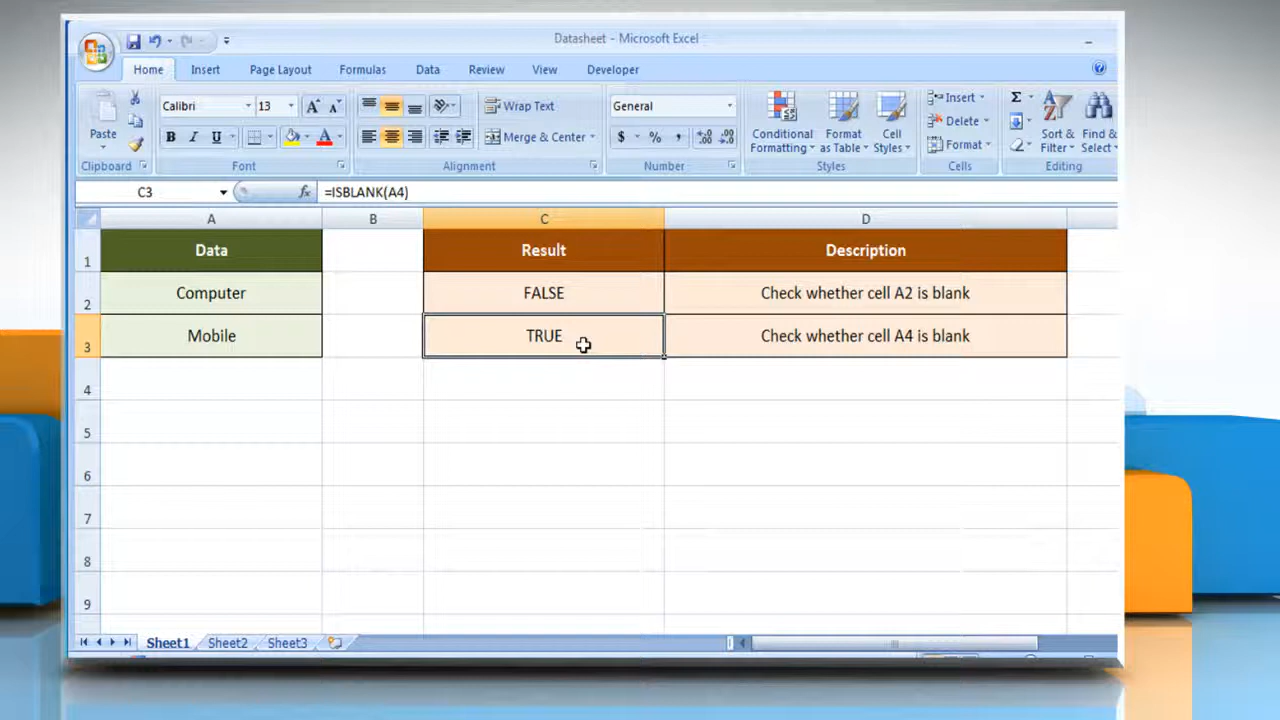 Datasheet - Microsoft Excel
Home Insert Page Layout Formulas Data Review View Developer
Paste
Calibri 13 A A
B I U A
Wrap Text
Merge & Center
General
$ % ,
Conditional Formatting
Format as Table
Cell Styles
Insert
Delete
Format
Σ
Sort & Filter
Find & Select
Clipboard Font Alignment Number Styles Cells Editing
C3 fx =ISBLANK(A4)
A B C D
1 Data Result Description
2 Computer FALSE Check whether cell A2 is blank
3 Mobile TRUE Check whether cell A4 is blank
4
5
6
7
8
9
Sheet1 Sheet2 Sheet3